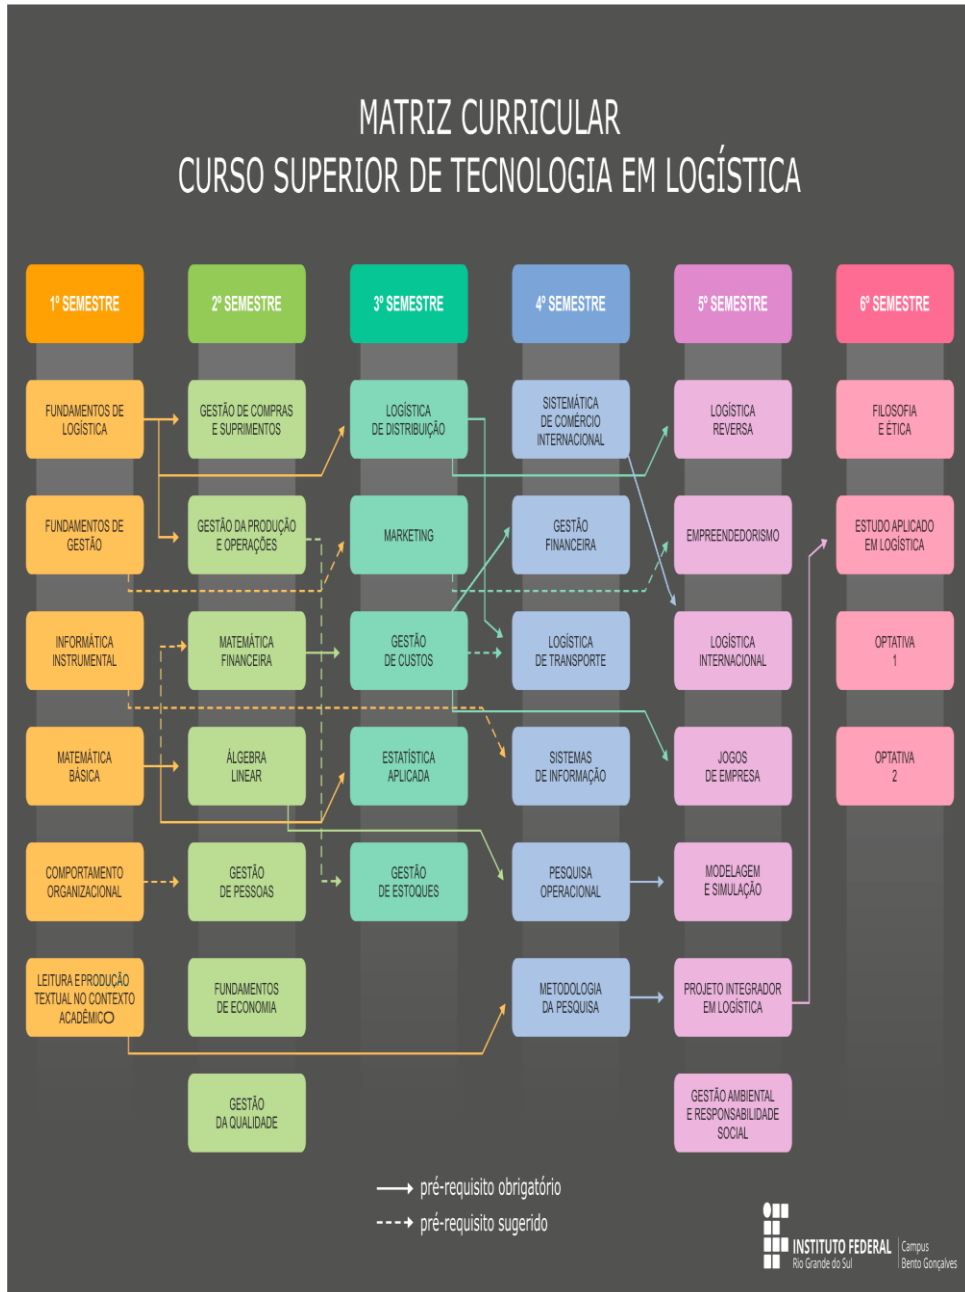 MATRIZ CURRICULAR
CURSO SUPERIOR DE TECNOLOGIA EM LOGÍSTICA
1º SEMESTRE
FUNDAMENTOS DE
LOGÍSTICA
FUNDAMENTOS DE
GESTÃO
INFORMÁTICA
INSTRUMENTAL
MATEMÁTICA
BÁSICA
COMPORTAMENTO
ORGANIZACIONAL
LEITURA E PRODUÇÃO
TEXTUAL NO CONTEXTO
ACADÊMICO
2º SEMESTRE
GESTÃO DE COMPRAS
E SUPRIMENTOS
GESTÃO DA PRODUÇÃO
E OPERAÇÕES
MATEMÁTICA
FINANCEIRA
ÁLGEBRA
LINEAR
GESTÃO
DE PESSOAS
FUNDAMENTOS
DE ECONOMIA
GESTÃO
DA QUALIDADE
3º SEMESTRE
LOGÍSTICA
DE DISTRIBUIÇÃO
MARKETING
GESTÃO
DE CUSTOS
ESTATÍSTICA
APLICADA
GESTÃO
DE ESTOQUES
4º SEMESTRE
SISTEMÁTICA
DE COMÉRCIO
INTERNACIONAL
GESTÃO
FINANCEIRA
LOGÍSTICA
DE TRANSPORTE
SISTEMAS
DE INFORMAÇÃO
PESQUISA
OPERACIONAL
METODOLOGIA
DA PESQUISA
5º SEMESTRE
LOGÍSTICA
REVERSA
EMPREENDEDORISMO
LOGÍSTICA
INTERNACIONAL
JOGOS
DE EMPRESA
MODELAGEM
E SIMULAÇÃO
PROJETO INTEGRADOR
EM LOGÍSTICA
GESTÃO AMBIENTAL
E RESPONSABILIDADE
SOCIAL
6º SEMESTRE
FILOSOFIA
E ÉTICA
ESTUDO APLICADO
EM LOGÍSTICA
OPTATIVA
1
OPTATIVA
2
pré-requisito obrigatório
pré-requisito sugerido
INSTITUTO FEDERAL
Rio Grande do Sul
Campus
Bento Gonçalves